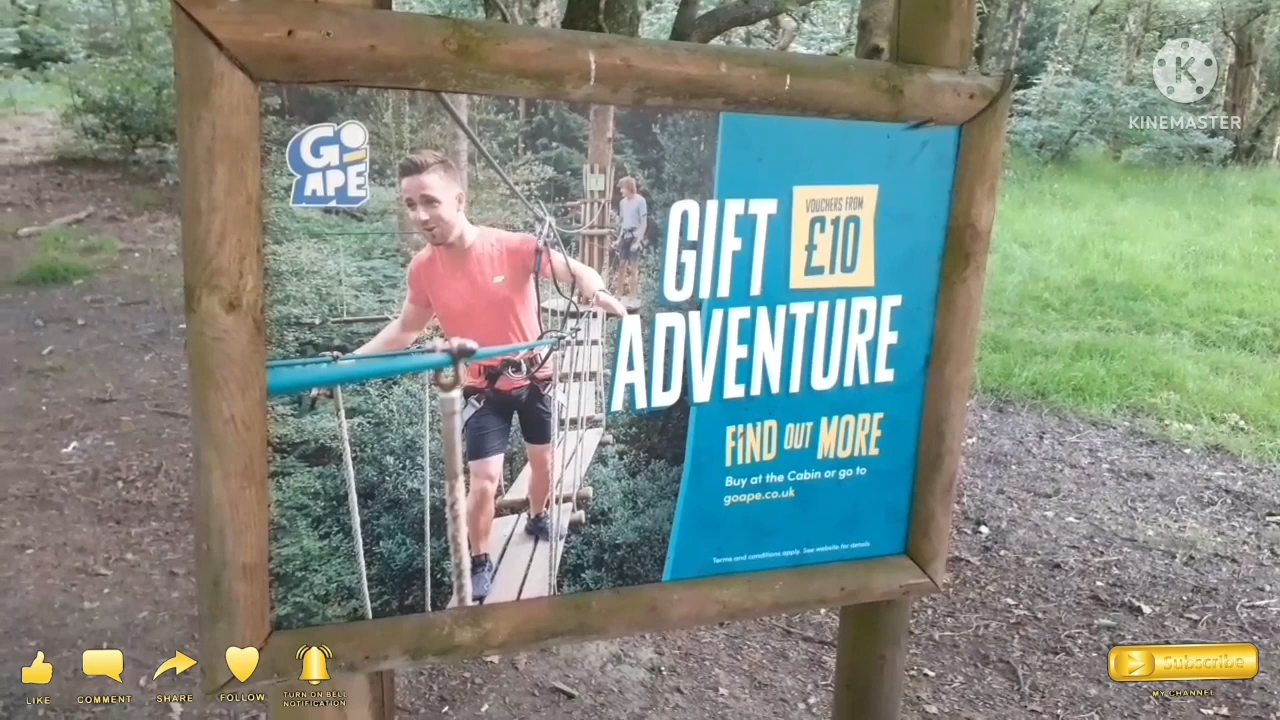 GO
APE
KINEMASTER
VOUCHERS FROM
£10
GIFT
ADVENTURE
FIND OUT MORE
Buy at the Cabin or go to
goape.co.uk
Terms and conditions apply. See website for details.
LIKE
COMMENT
SHARE
FOLLOW
TURN ON BELL
NOTIFICATION
Subscribe
MY CHANNEL